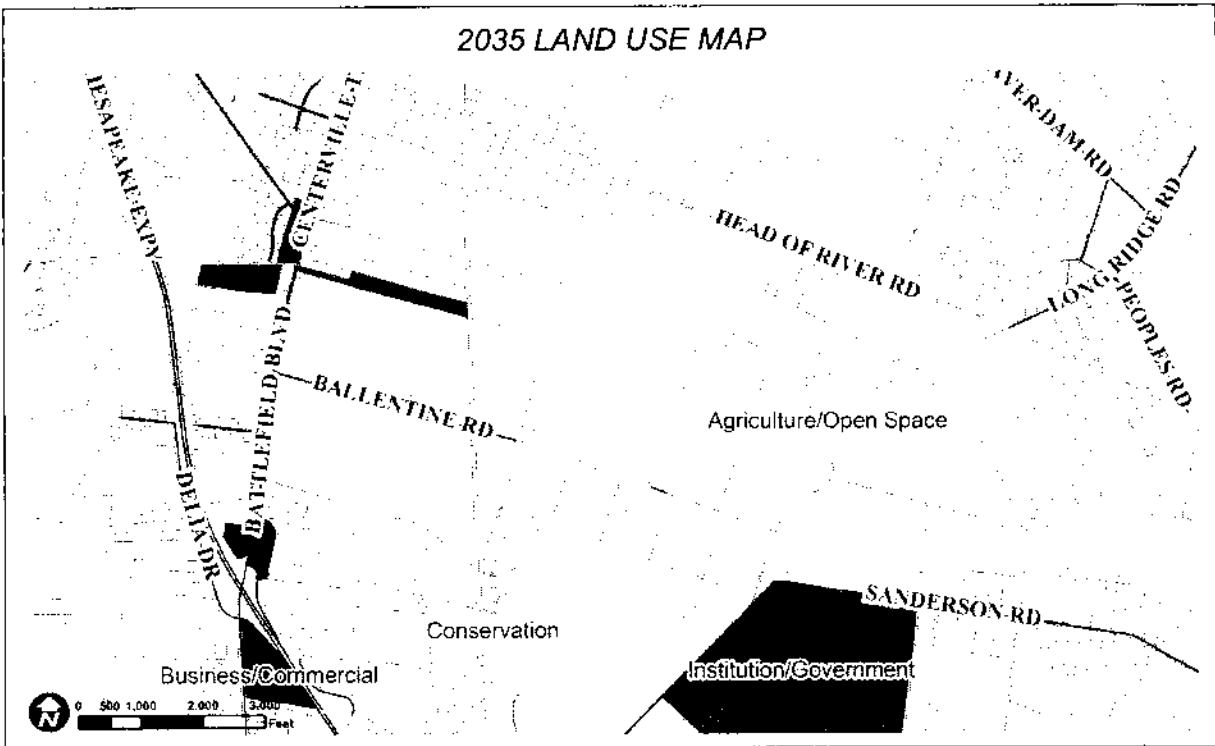 2035 LAND USE MAP
IESAPEAKE-EXPY
CENTERVILLE-T
IVER-DAM-RD
HEAD OF RIVER RD
LONG RIDGE RD
PEOPLES-RD-
BATTLEFIELD BLVD
BALLENTINE-RD
Agriculture/Open Space
DELIA-DR
SANDERSON-RD
Conservation
Business/Commercial
Institution/Government
N
0 500 1,000 2,000 3,000
Feet